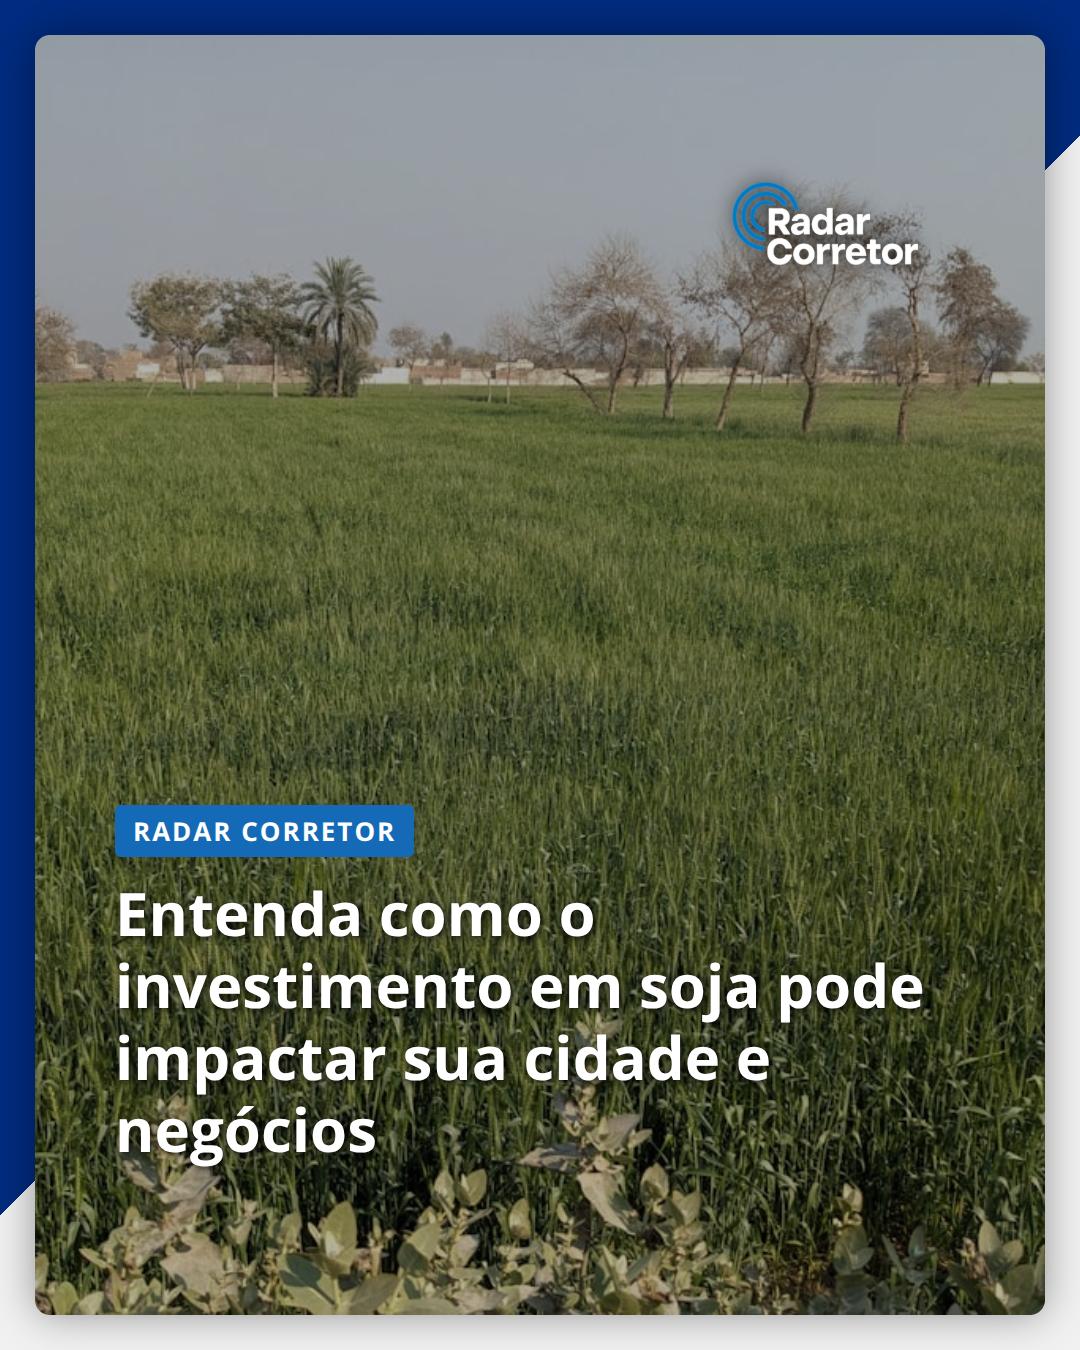 Radar
Corretor
RADAR CORRETOR
Entenda como o
investimento em soja pode
impactar sua cidade e
negócios